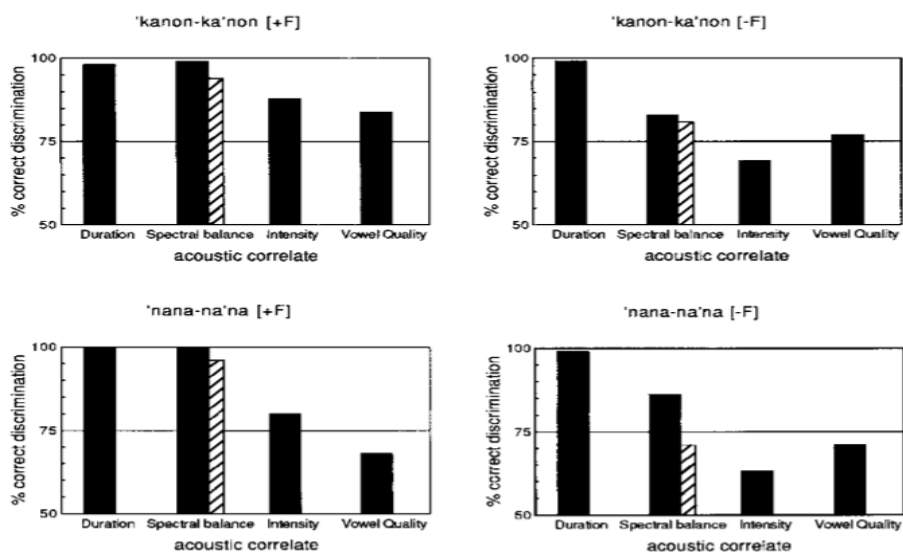 'kanon-ka'non [+F]
% correct discrimination
100
75
50
Duration Spectral balance Intensity Vowel Quality
acoustic correlate
'kanon-ka'non [-F]
% correct discrimination
100
75
50
Duration Spectral balance Intensity Vowel Quality
acoustic correlate
'nana-na'na [+F]
% correct discrimination
100
75
50
Duration Spectral balance Intensity Vowel Quality
acoustic correlate
'nana-na'na [-F]
% correct discrimination
100
75
50
Duration Spectral balance Intensity Vowel Quality
acoustic correlate